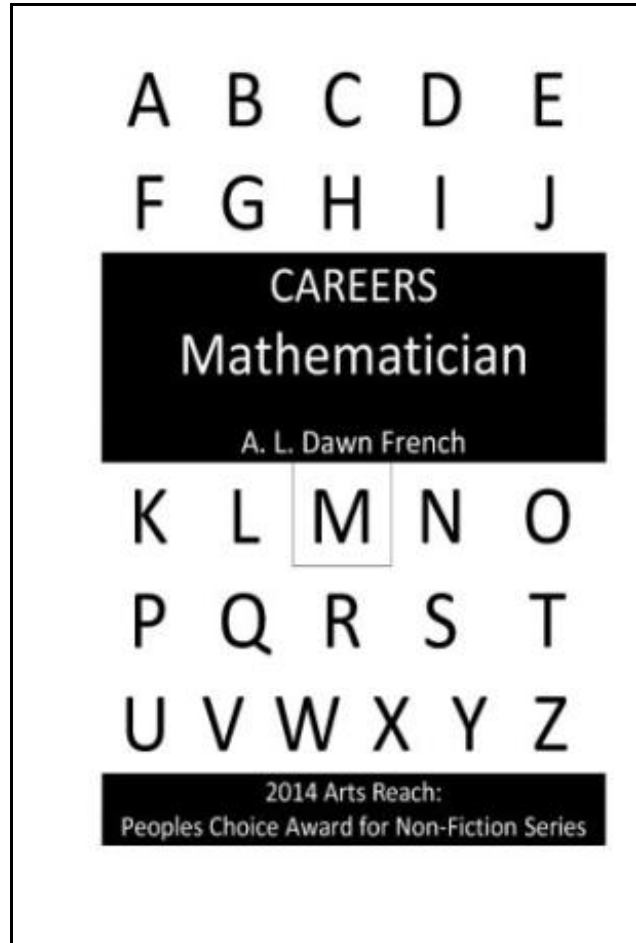 A B C D E
F G H I J
CAREERS
Mathematician
A. L. Dawn French
K L M N O
P Q R S T
U V W X Y Z
2014 Arts Reach:
Peoples Choice Award for Non-Fiction Series